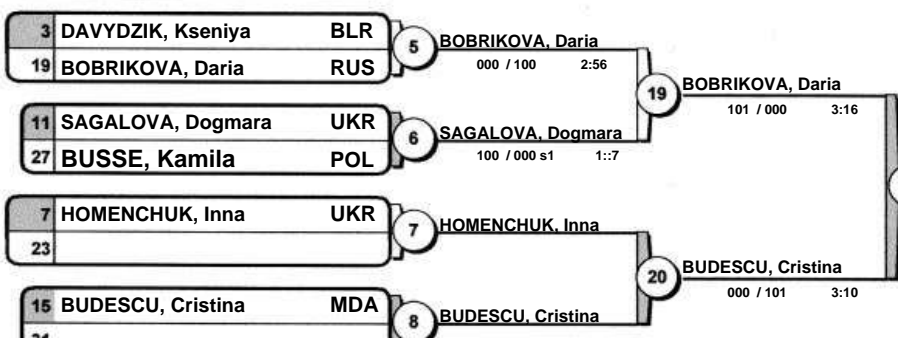 3 DAVYDZIK, Kseniya BLR
5 BOBRIKOVA, Daria
19 BOBRIKOVA, Daria RUS
000 / 100 2:56
19 BOBRIKOVA, Daria
101 / 000 3:16
11 SAGALOVA, Dogmara UKR
6 SAGALOVA, Dogmara
27 BUSSE, Kamila POL
100 / 000 s1 1::7
7 HOMENCHUK, Inna UKR
7 HOMENCHUK, Inna
23
20 BUDESCU, Cristina
000 / 101 3:10
15 BUDESCU, Cristina MDA
8 BUDESCU, Cristina